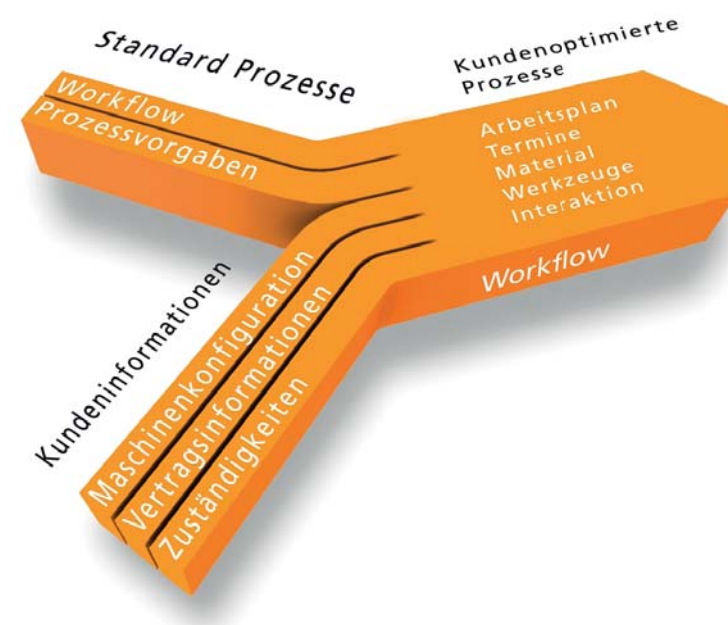 Standard Prozesse
Workflow
Prozessvorgaben
Kundeninformationen
Maschinenkonfiguration
Vertragsinformationen
Zuständigkeiten
Kundenoptimierte
Prozesse
Arbeitsplan
Termine
Material
Werkzeuge
Interaktion
Workflow